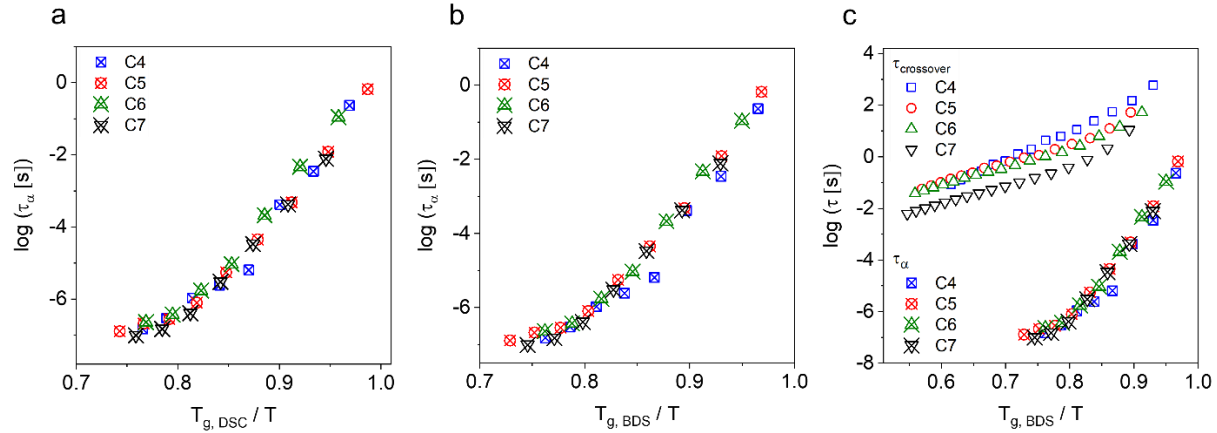 a
C4
C5
C6
C7
0
-2
-4
-6
0.7
0.8
0.9
1.0
log (τα [s])
Tg, DSC / T
b
C4
C5
C6
C7
0
-2
-4
-6
0.7
0.8
0.9
1.0
log (τα [s])
Tg, BDS / T
c
τcrossover
C4
C5
C6
C7
τα
C4
C5
C6
C7
4
2
0
-2
-4
-6
-8
0.6
0.7
0.8
0.9
1.0
log (τ [s])
Tg, BDS / T